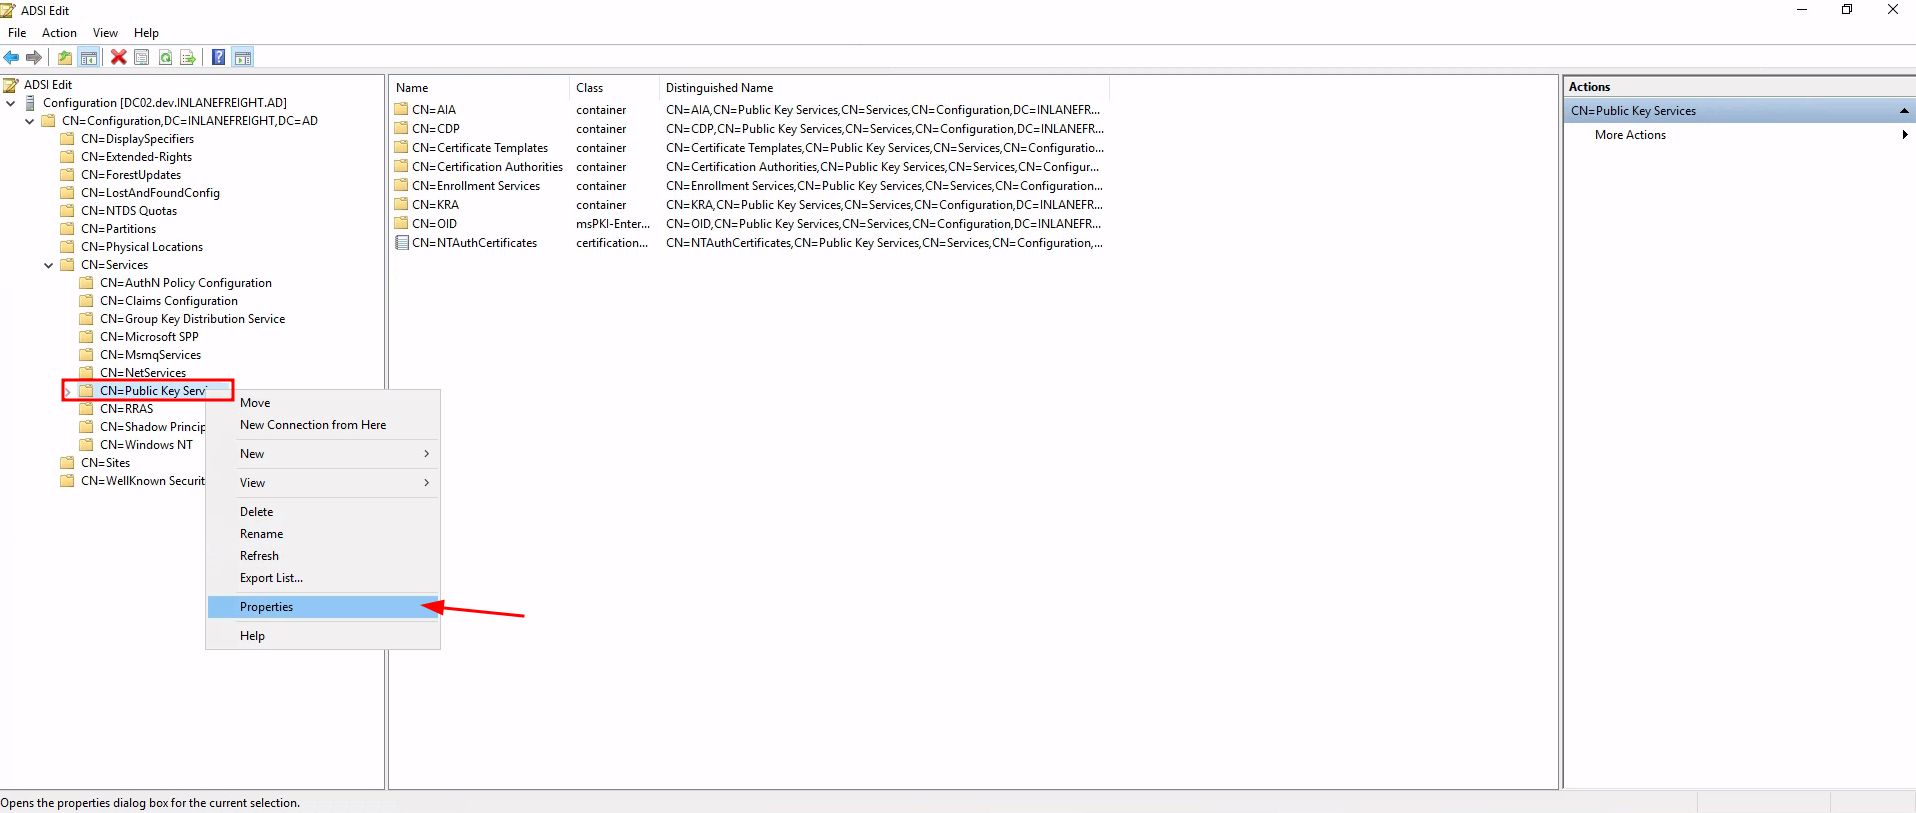 ADSI Edit
File Action View Help
ADSI Edit
Configuration [DC02.dev.INLANEFREIGHT.AD]
CN=Configuration,DC=INLANEFREIGHT,DC=AD
CN=DisplaySpecifiers
CN=Extended-Rights
CN=ForestUpdates
CN=LostAndFoundConfig
CN=NTDS Quotas
CN=Partitions
CN=Physical Locations
CN=Services
CN=AuthN Policy Configuration
CN=Claims Configuration
CN=Group Key Distribution Service
CN=Microsoft SPP
CN=MsmqServices
CN=NetServices
CN=Public Key Servi
CN=RRAS
CN=Shadow Princip
CN=Windows NT
CN=Sites
CN=WellKnown Securit
Move
New Connection from Here
New
View
Delete
Rename
Refresh
Export List...
Properties
Help
Name Class Distinguished Name
CN=AIA container CN=AIA,CN=Public Key Services,CN=Services,CN=Configuration,DC=INLANEFR...
CN=CDP container CN=CDP,CN=Public Key Services,CN=Services,CN=Configuration,DC=INLANEFR...
CN=Certificate Templates container CN=Certificate Templates,CN=Public Key Services,CN=Services,CN=Configuratio...
CN=Certification Authorities container CN=Certification Authorities,CN=Public Key Services,CN=Services,CN=Configur...
CN=Enrollment Services container CN=Enrollment Services,CN=Public Key Services,CN=Services,CN=Configuration...
CN=KRA container CN=KRA,CN=Public Key Services,CN=Services,CN=Configuration,DC=INLANEFR...
CN=OID msPKI-Enter... CN=OID,CN=Public Key Services,CN=Services,CN=Configuration,DC=INLANEFR...
CN=NTAuthCertificates certification... CN=NTAuthCertificates,CN=Public Key Services,CN=Services,CN=Configuration,...
Actions
CN=Public Key Services
More Actions
Opens the properties dialog box for the current selection.